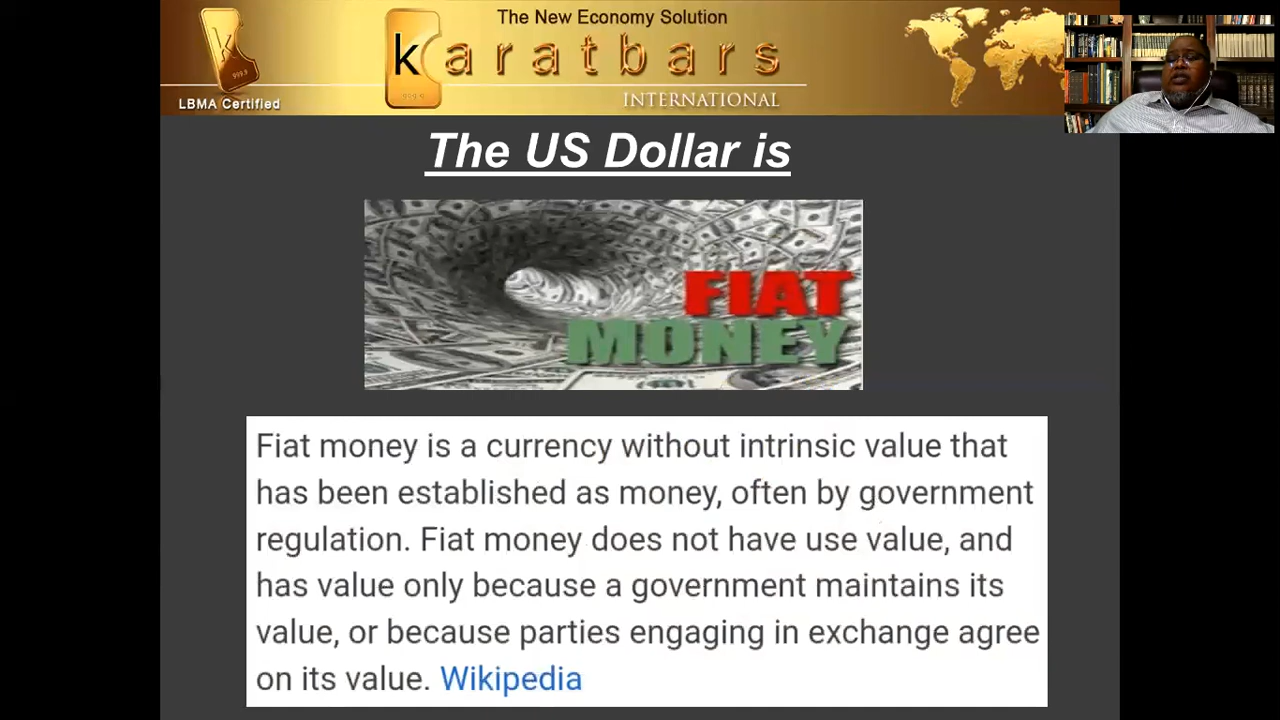 The New Economy Solution
karatbars
INTERNATIONAL
LBMA Certified
The US Dollar is
FIAT
MONEY
Fiat money is a currency without intrinsic value that
has been established as money, often by government
regulation. Fiat money does not have use value, and
has value only because a government maintains its
value, or because parties engaging in exchange agree
on its value. Wikipedia